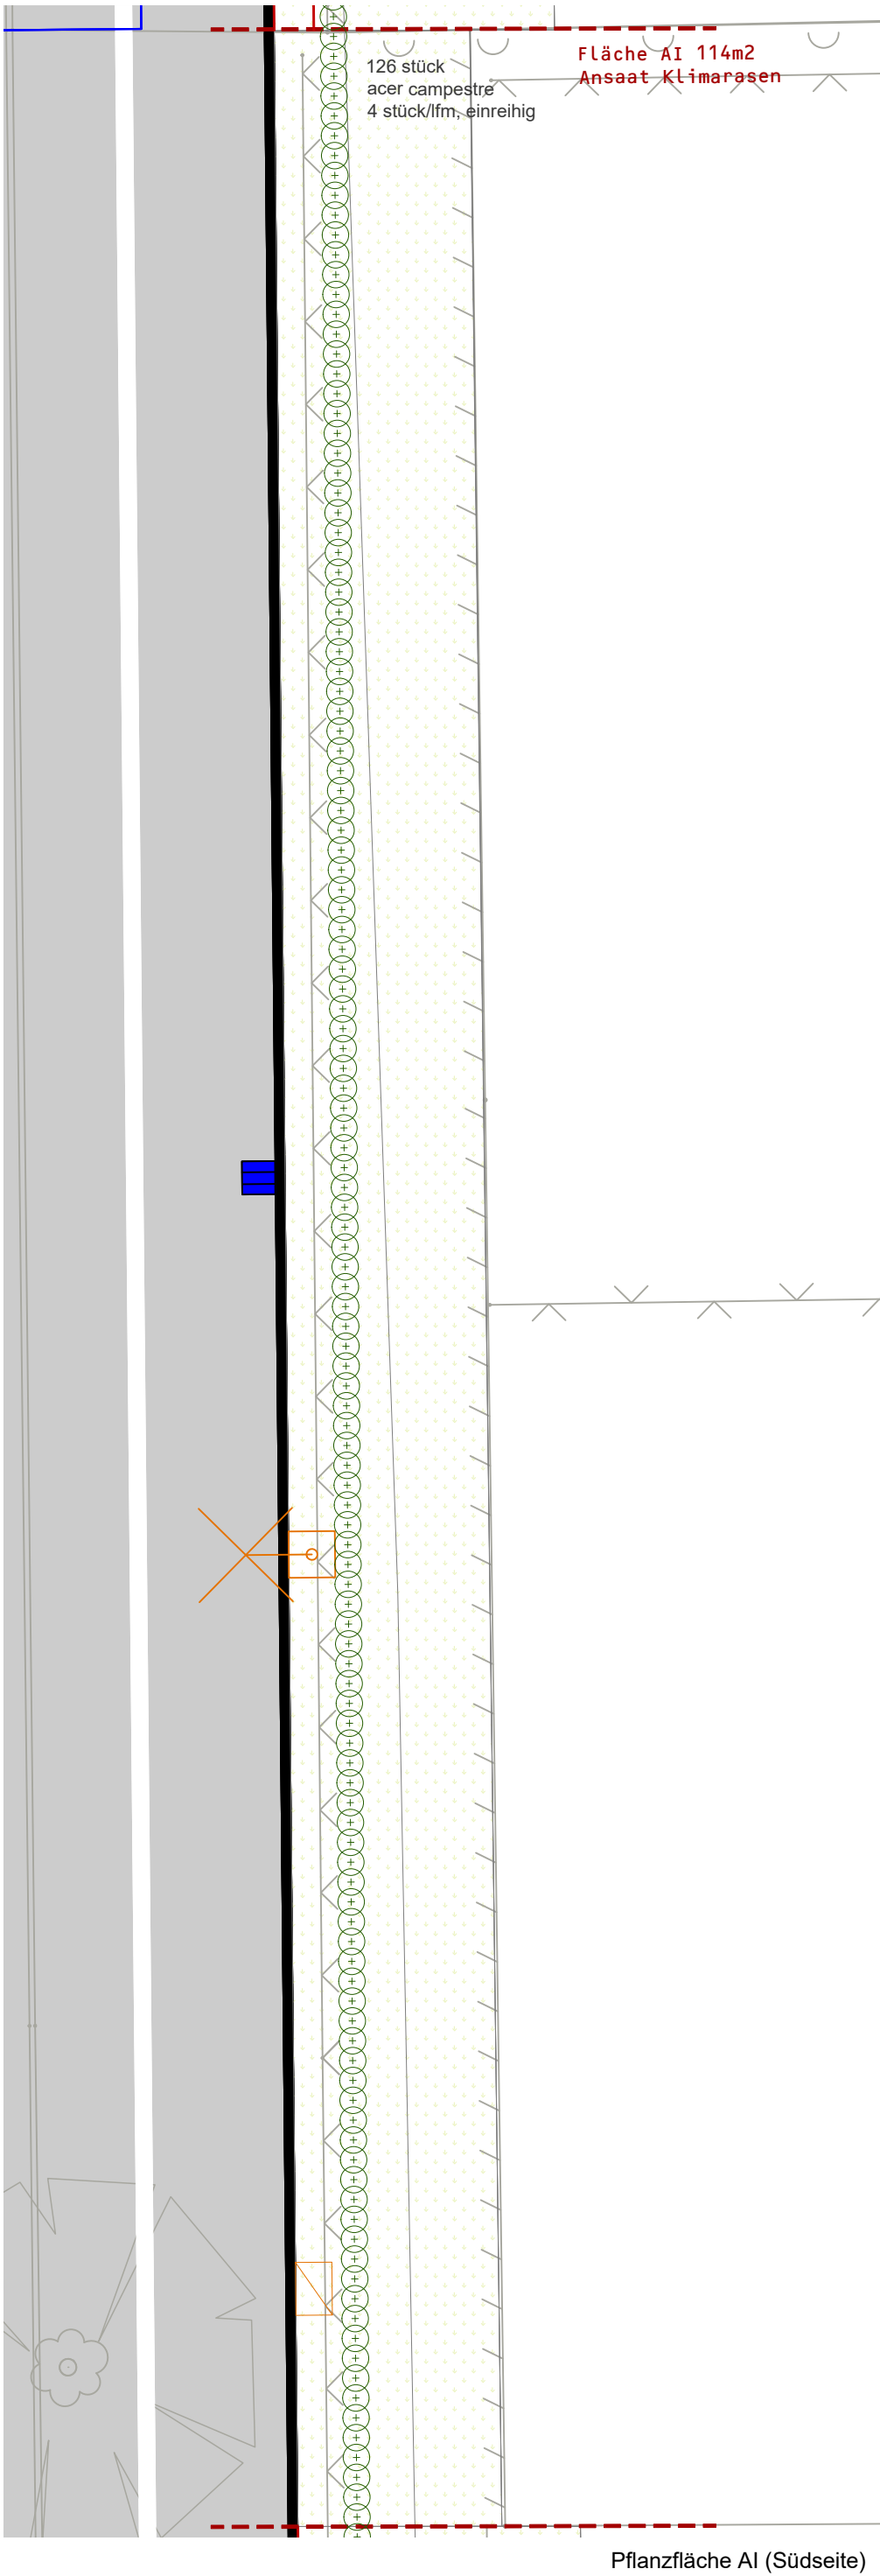 Fläche AI 114m2
Ansaat Klimarasen
126 stück
acer campestre
4 stück/lfm, einreihig
Pflanzfläche AI (Südseite)